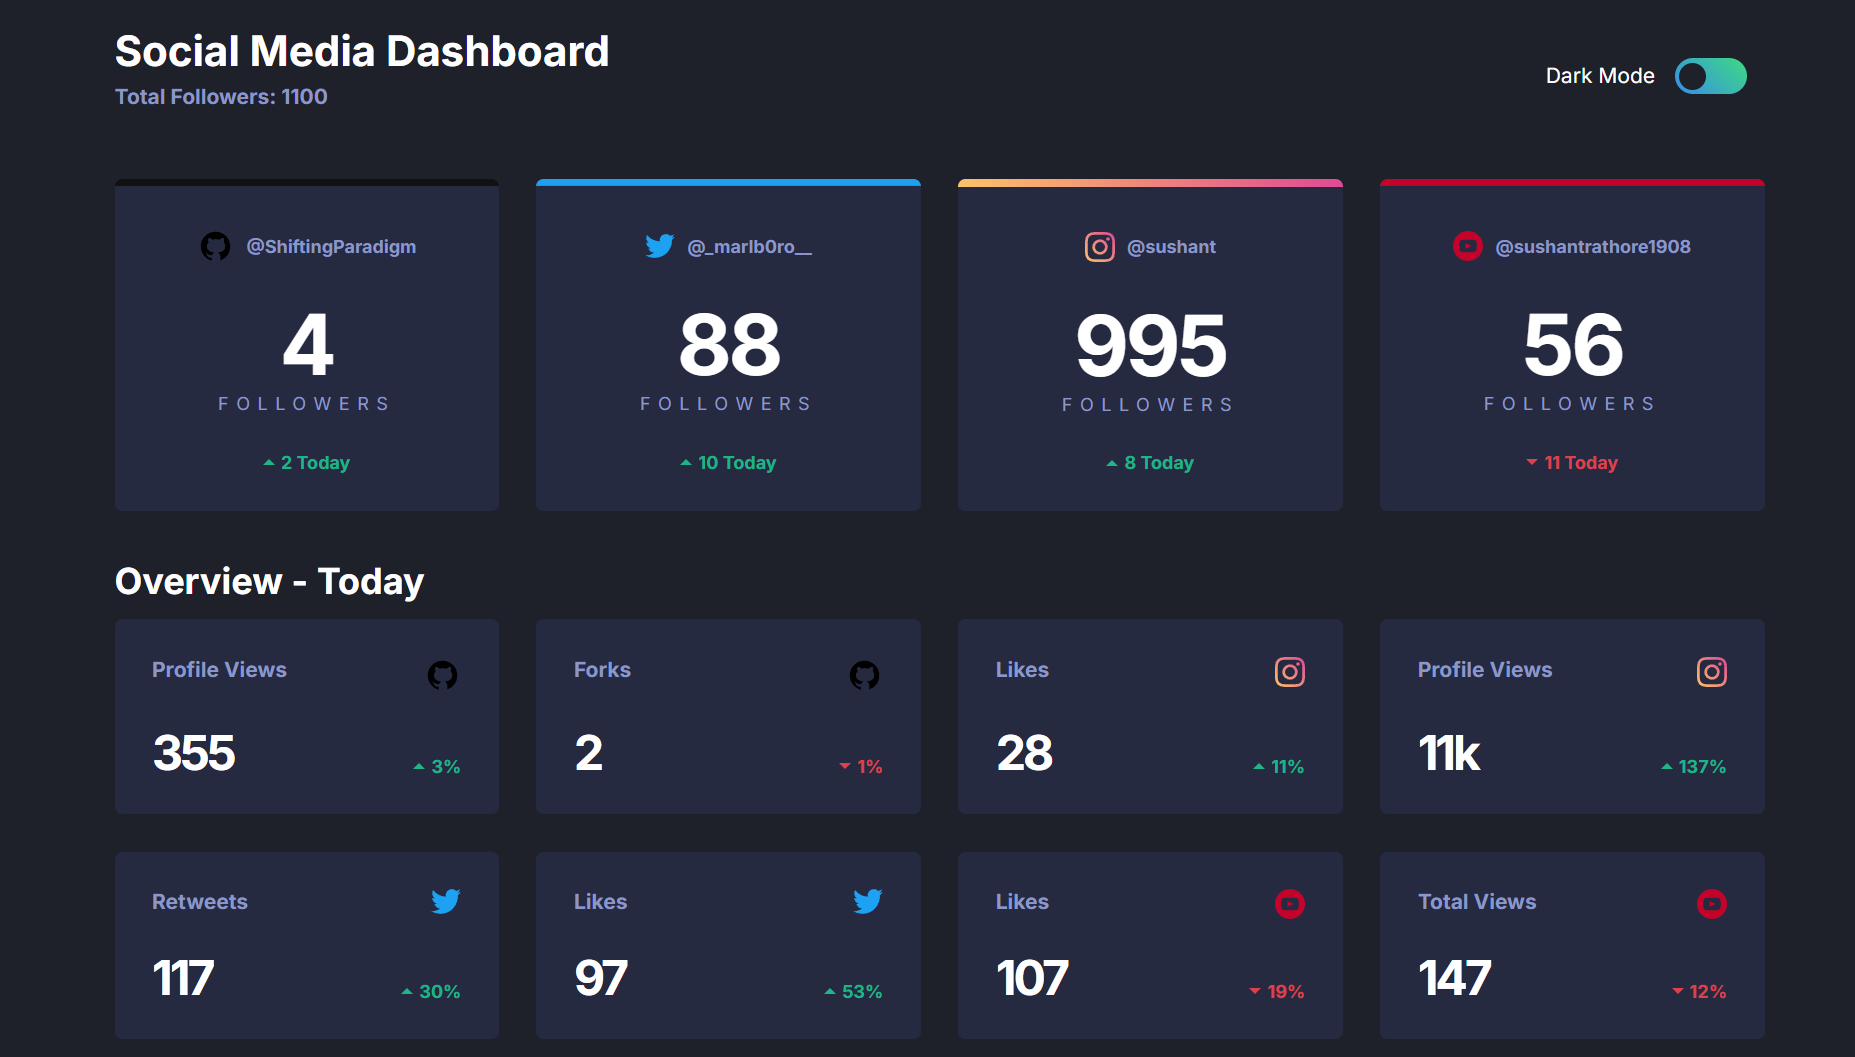 Social Media Dashboard
Total Followers: 1100
Dark Mode
@ShiftingParadigm
4
FOLLOWERS
2 Today
@_marlb0ro__
88
FOLLOWERS
10 Today
@sushant
995
FOLLOWERS
8 Today
@sushantrathore1908
56
FOLLOWERS
11 Today
Overview - Today
Profile Views
355
3%
Forks
2
1%
Likes
28
11%
Profile Views
11k
137%
Retweets
117
30%
Likes
97
53%
Likes
107
19%
Total Views
147
12%